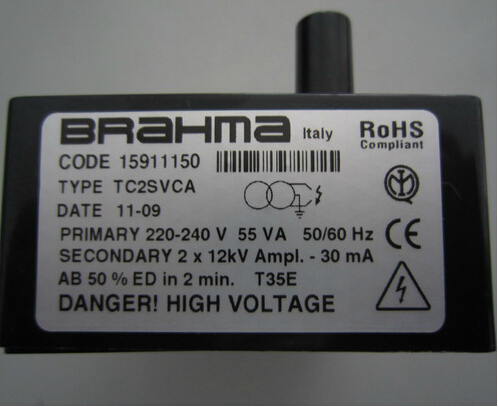 BRAHMA Italy RoHS
Compliant
CODE 15911150
TYPE TC2SVCA
DATE 11-09
PRIMARY 220-240 V 55 VA 50/60 Hz CE
SECONDARY 2 x 12kV Ampl. - 30 mA
AB 50 % ED in 2 min. T35E
DANGER! HIGH VOLTAGE